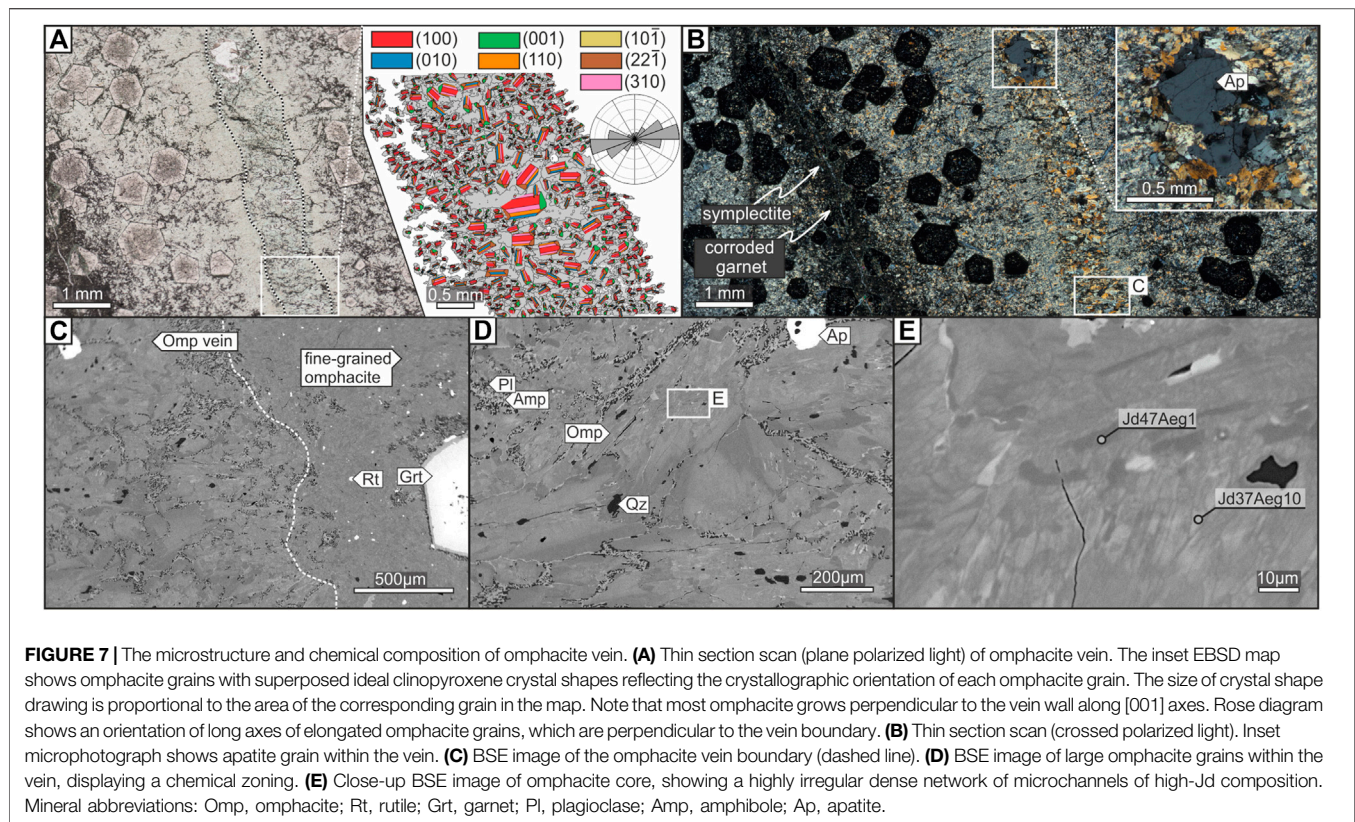 A
(100) (001) (101̄)
(010) (110) (221̄)
(310)
1 mm
0.5 mm
B
Ap
0.5 mm
symplectite
corroded
garnet
1 mm
C
C
Omp vein
fine-grained
omphacite
Rt
Grt
500μm
D
Ap
Pl
Amp
E
Omp
Qz
200μm
E
Jd47Aeg1
Jd37Aeg10
10μm
FIGURE 7 | The microstructure and chemical composition of omphacite vein. (A) Thin section scan (plane polarized light) of omphacite vein. The inset EBSD map
shows omphacite grains with superposed ideal clinopyroxene crystal shapes reflecting the crystallographic orientation of each omphacite grain. The size of crystal shape
drawing is proportional to the area of the corresponding grain in the map. Note that most omphacite grows perpendicular to the vein wall along [001] axes. Rose diagram
shows an orientation of long axes of elongated omphacite grains, which are perpendicular to the vein boundary. (B) Thin section scan (crossed polarized light). Inset
microphotograph shows apatite grain within the vein. (C) BSE image of the omphacite vein boundary (dashed line). (D) BSE image of large omphacite grains within the
vein, displaying a chemical zoning. (E) Close-up BSE image of omphacite core, showing a highly irregular dense network of microchannels of high-Jd composition.
Mineral abbreviations: Omp, omphacite; Rt, rutile; Grt, garnet; Pl, plagioclase; Amp, amphibole; Ap, apatite.